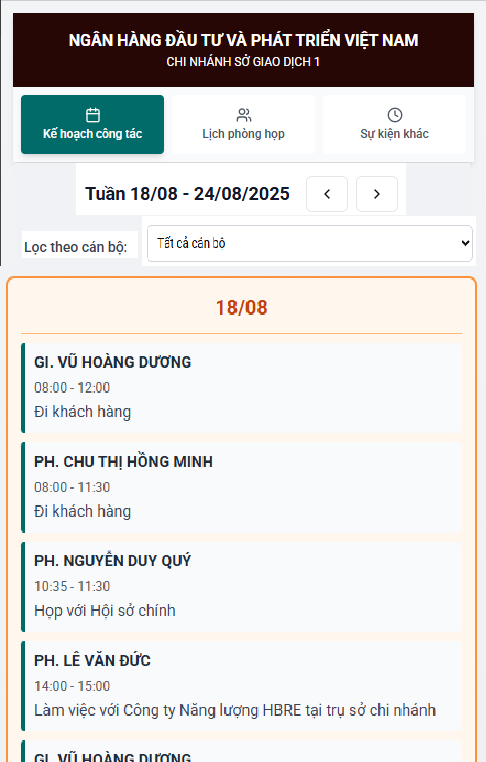 NGÂN HÀNG ĐẦU TƯ VÀ PHÁT TRIỂN VIỆT NAM
CHI NHÁNH SỞ GIAO DỊCH 1
Kế hoạch công tác
Lịch phòng họp
Sự kiện khác
Tuần 18/08 - 24/08/2025
Lọc theo cán bộ:
Tất cả cán bộ
18/08
GI. VŨ HOÀNG DƯƠNG
08:00 - 12:00
Đi khách hàng
PH. CHU THỊ HỒNG MINH
08:00 - 11:30
Đi khách hàng
PH. NGUYỄN DUY QUÝ
10:35 - 11:30
Họp với Hội sở chính
PH. LÊ VĂN ĐỨC
14:00 - 15:00
Làm việc với Công ty Năng lượng HBRE tại trụ sở chi nhánh
GI. VŨ HOÀNG DƯƠNG